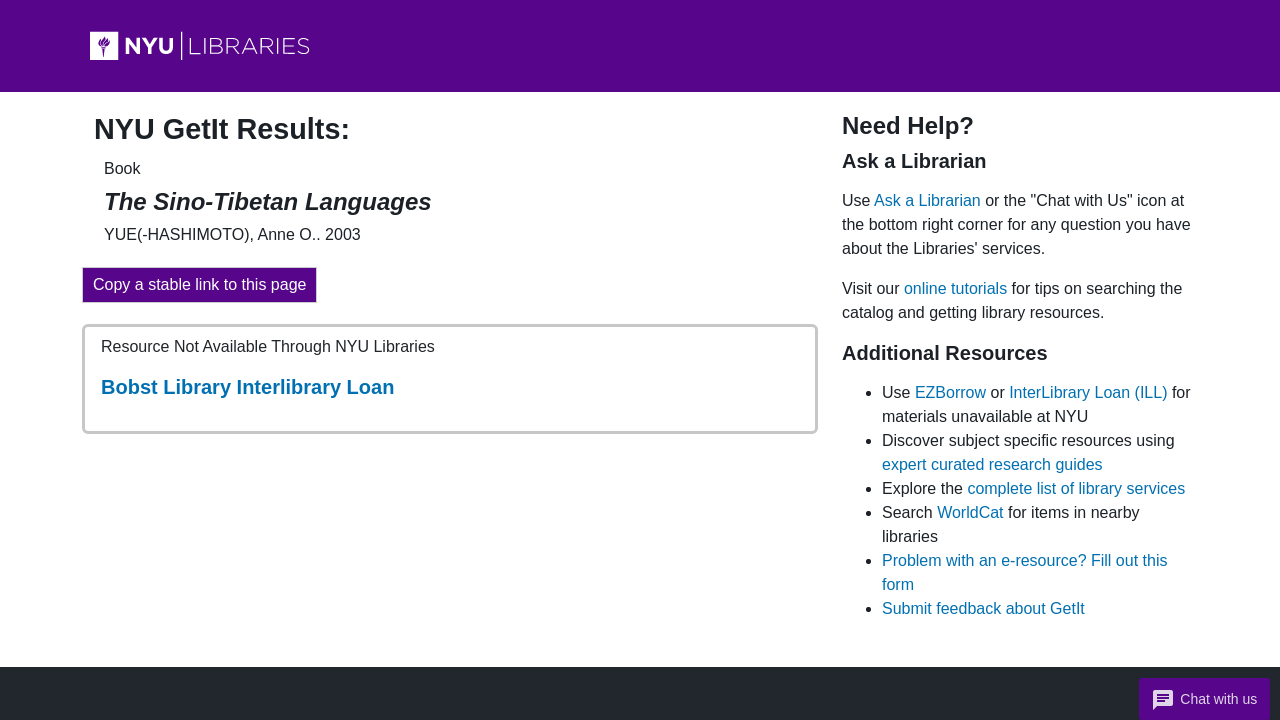 NYU LIBRARIES
NYU GetIt Results:
Book
The Sino-Tibetan Languages
YUE(-HASHIMOTO), Anne O.. 2003
Copy a stable link to this page
Resource Not Available Through NYU Libraries
Bobst Library Interlibrary Loan
Need Help?
Ask a Librarian
Use Ask a Librarian or the "Chat with Us" icon at
the bottom right corner for any question you have
about the Libraries' services.
Visit our online tutorials for tips on searching the
catalog and getting library resources.
Additional Resources
Use EZBorrow or InterLibrary Loan (ILL) for
materials unavailable at NYU
Discover subject specific resources using
expert curated research guides
Explore the complete list of library services
Search WorldCat for items in nearby
libraries
Problem with an e-resource? Fill out this
form
Submit feedback about GetIt
Chat with us